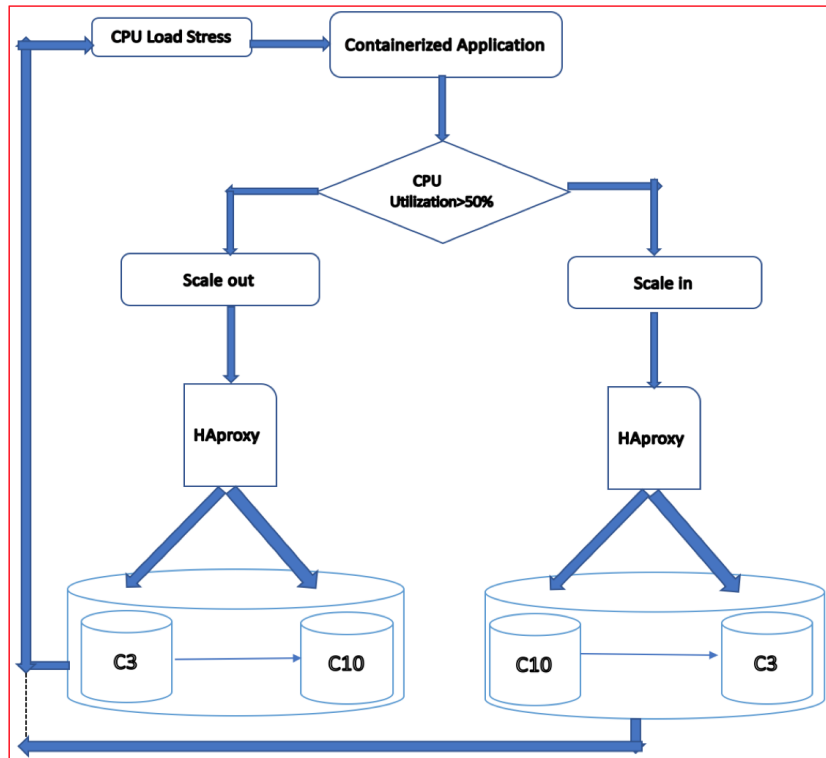 CPU Load Stress
Containerized Application
CPU
Utilization>50%
Scale out
Scale in
HAproxy
HAproxy
C3
C10
C10
C3